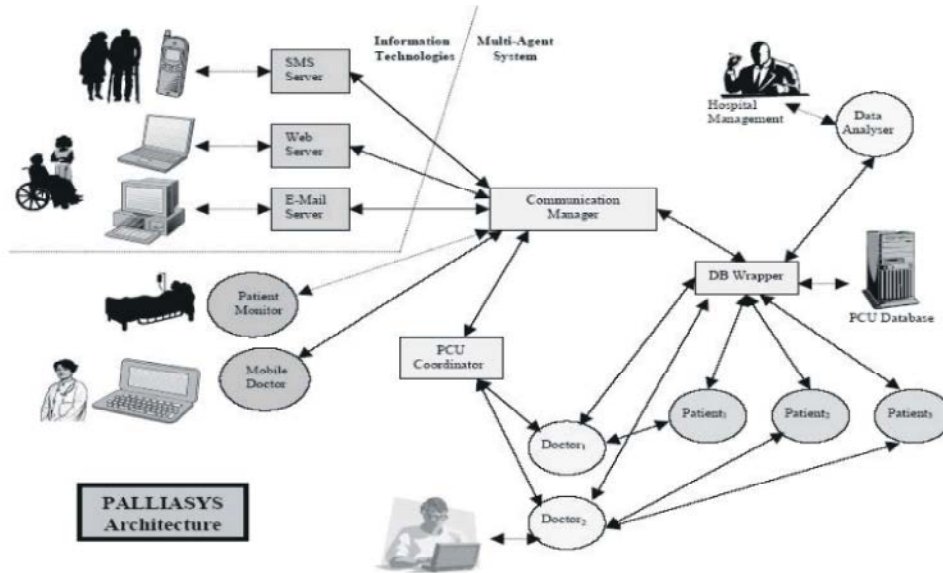 Information
Technologies
Multi-Agent
System
SMS
Server
Web
Server
E-Mail
Server
Hospital
Management
Data
Analyser
Communication
Manager
DB Wrapper
PCU Database
Patient
Monitor
Mobile
Doctor
PCU
Coordinator
Patient₁
Patient₂
Patient₃
Doctor₁
Doctor₂
PALLIASYS
Architecture